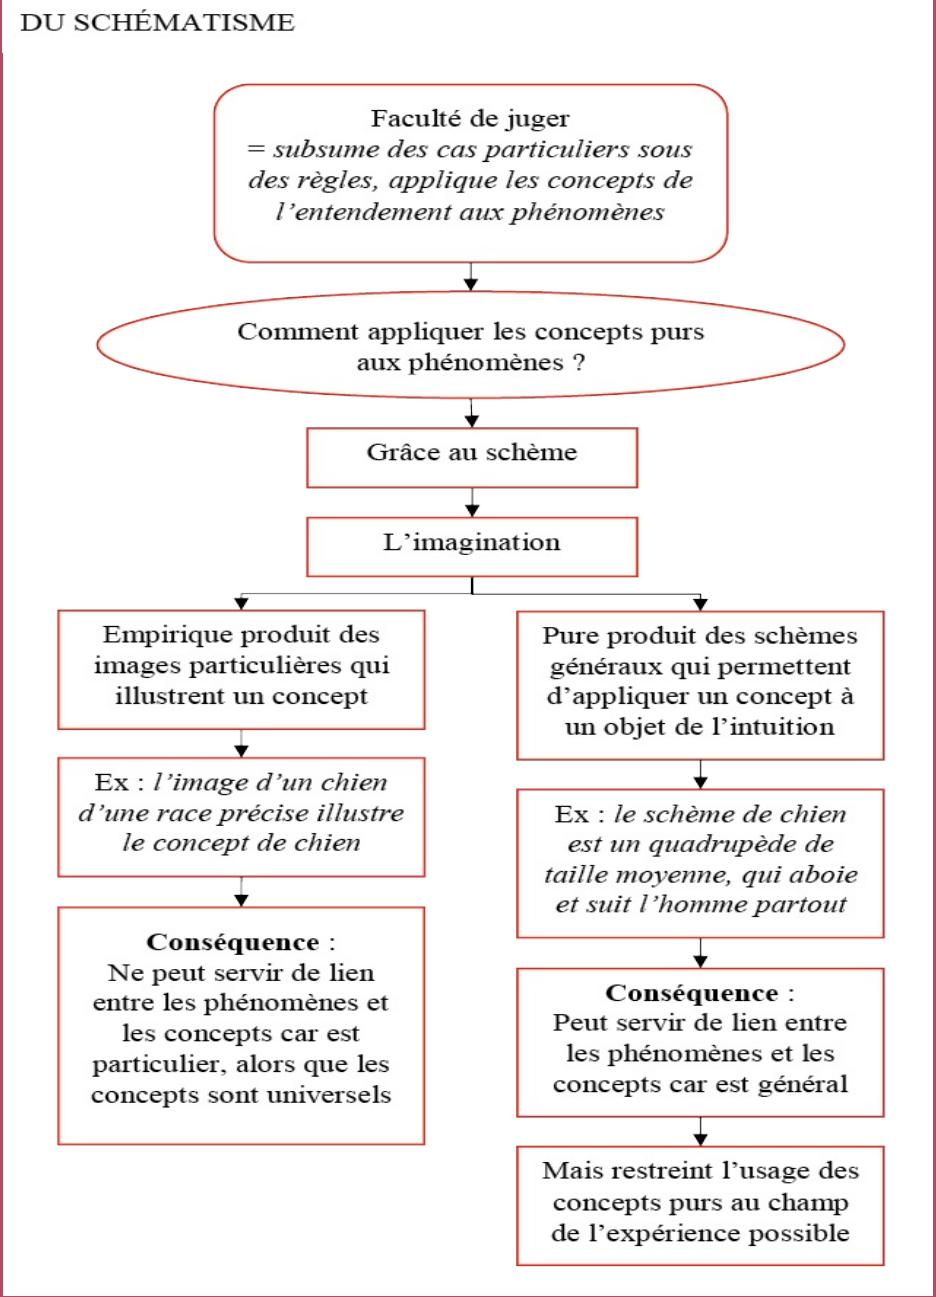 DU SCHÉMATISME
Faculté de juger
= subsume des cas particuliers sous
des règles, applique les concepts de
l’entendement aux phénomènes
Comment appliquer les concepts purs
aux phénomènes ?
Grâce au schème
L’imagination
Empirique produit des
images particulières qui
illustrent un concept
Ex : l’image d’un chien
d’une race précise illustre
le concept de chien
Conséquence :
Ne peut servir de lien
entre les phénomènes et
les concepts car est
particulier, alors que les
concepts sont universels
Pure produit des schèmes
généraux qui permettent
d’appliquer un concept à
un objet de l’intuition
Ex : le schème de chien
est un quadrupède de
taille moyenne, qui aboie
et suit l’homme partout
Conséquence :
Peut servir de lien entre
les phénomènes et les
concepts car est général
Mais restreint l’usage des
concepts purs au champ
de l’expérience possible